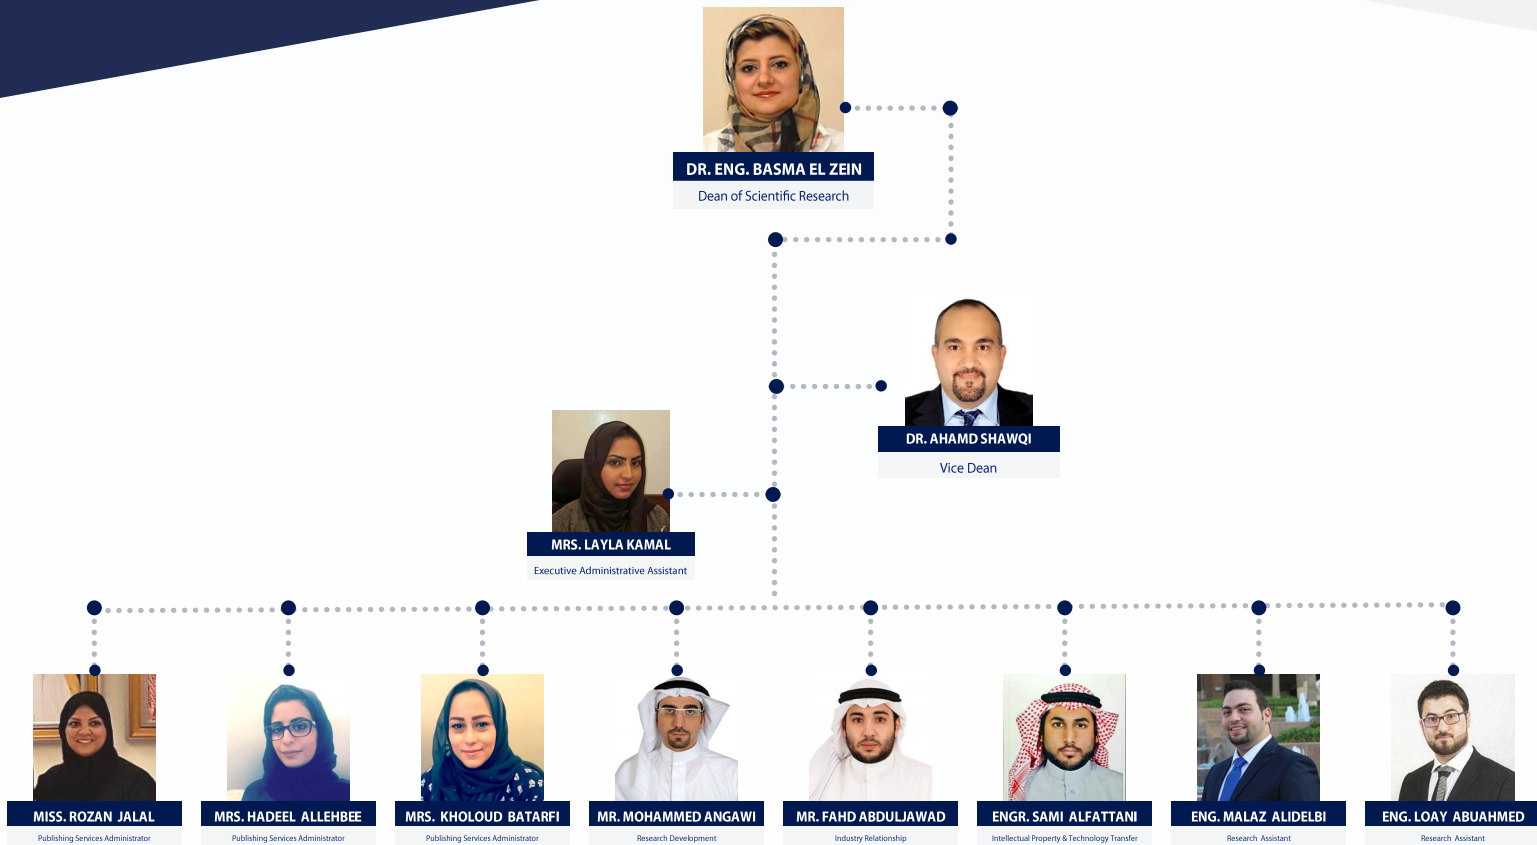 DR. ENG. BASMA EL ZEIN
Dean of Scientific Research
DR. AHAMD SHAWQI
Vice Dean
MRS. LAYLA KAMAL
Executive Administrative Assistant
MISS. ROZAN JALAL
Publishing Services Administrator
MRS. HADEEL ALLEHBEE
Publishing Services Administrator
MRS. KHOLOUD BATARFI
Publishing Services Administrator
MR. MOHAMMED ANGAWI
Research Development
MR. FAHD ABDULJAWAD
Industry Relationship
ENGR. SAMI ALFATTANI
Intellectual Property & Technology Transfer
ENG. MALAZ ALIDELBI
Research Assistant
ENG. LOAY ABUAHMED
Research Assistant